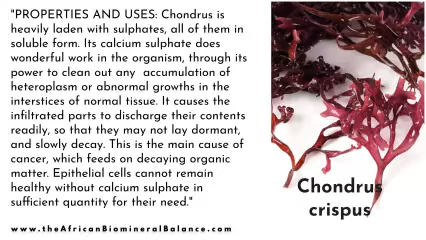 "PROPERTIES AND USES: Chondrus is
heavily laden with sulphates, all of them in
soluble form. Its calcium sulphate does
wonderful work in the organism, through its
power to clean out any accumulation of
heteroplasm or abnormal growths in the
interstices of normal tissue. It causes the
infiltrated parts to discharge their contents
readily, so that they may not lay dormant,
and slowly decay. This is the main cause of
cancer, which feeds on decaying organic
matter. Epithelial cells cannot remain
healthy without calcium sulphate in
sufficient quantity for their need."
www.theAfricanBiomineralBalance.com
Chondrus
crispus